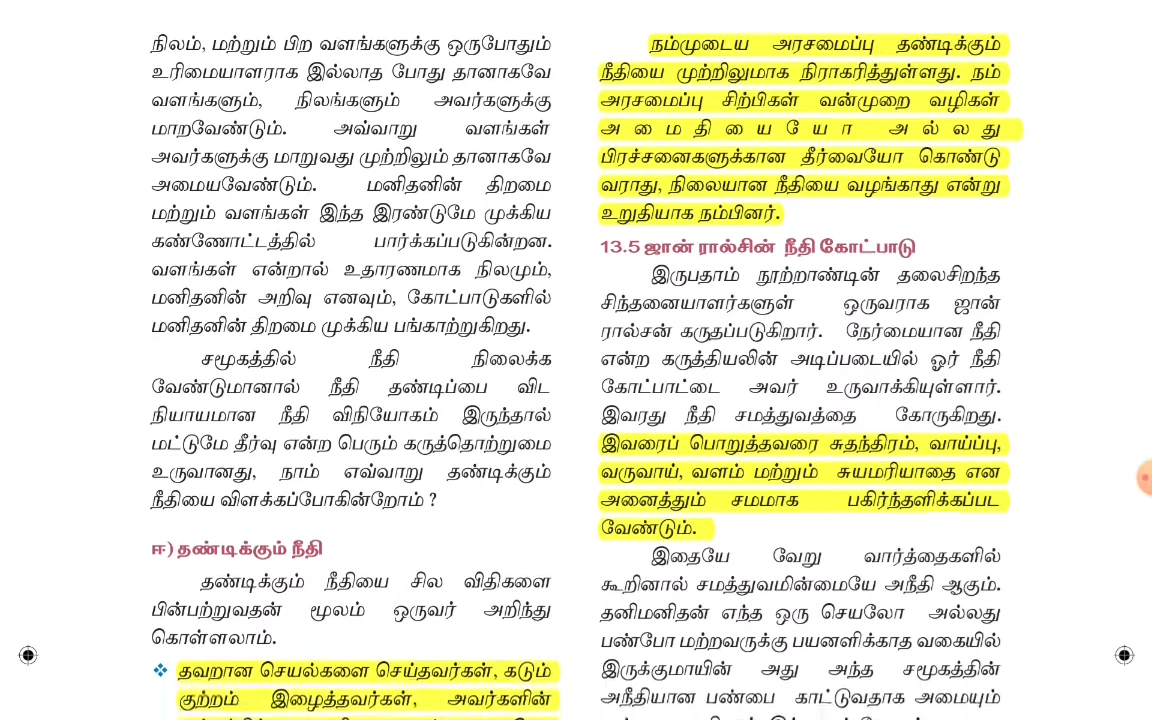 நிலம், மற்றும் பிற வளங்களுக்கு ஒருபோதும்
உரிமையாளராக இல்லாத போது தானாகவே
வளங்களும், நிலங்களும் அவர்களுக்கு
மாறவேண்டும். அவ்வாறு வளங்கள்
அவர்களுக்கு மாறுவது முற்றிலும் தானாகவே
அமையவேண்டும். மனிதனின் திறமை
மற்றும் வளங்கள் இந்த இரண்டுமே முக்கிய
கண்ணோட்டத்தில் பார்க்கப்படுகின்றன.
வளங்கள் என்றால் உதாரணமாக நிலமும்,
மனிதனின் அறிவு எனவும், கோட்பாடுகளில்
மனிதனின் திறமை முக்கிய பங்காற்றுகிறது.
சமூகத்தில் நீதி நிலைக்க
வேண்டுமானால் நீதி தண்டிப்பை விட
நியாயமான நீதி விநியோகம் இருந்தால்
மட்டுமே தீர்வு என்ற பெரும் கருத்தொற்றுமை
உருவானது, நாம் எவ்வாறு தண்டிக்கும்
நீதியை விளக்கப்போகின்றோம் ?
ஈ) தண்டிக்கும் நீதி
தண்டிக்கும் நீதியை சில விதிகளை
பின்பற்றுவதன் மூலம் ஒருவர் அறிந்து
கொள்ளலாம்.
❖ தவறான செயல்களை செய்தவர்கள், கடும்
குற்றம் இழைத்தவர்கள், அவர்களின்
நம்முடைய அரசமைப்பு தண்டிக்கும்
நீதியை முற்றிலுமாக நிராகரித்துள்ளது. நம்
அரசமைப்பு சிற்பிகள் வன்முறை வழிகள்
அமைதியையோ அல்லது
பிரச்சனைகளுக்கான தீர்வையோ கொண்டு
வராது, நிலையான நீதியை வழங்காது என்று
உறுதியாக நம்பினர்.
13.5 ஜான் ரால்சின் நீதி கோட்பாடு
இருபதாம் நூற்றாண்டின் தலைசிறந்த
சிந்தனையாளர்களுள் ஒருவராக ஜான்
ரால்சன் கருதப்படுகிறார். நேர்மையான நீதி
என்ற கருத்தியலின் அடிப்படையில் ஓர் நீதி
கோட்பாட்டை அவர் உருவாக்கியுள்ளார்.
இவரது நீதி சமத்துவத்தை கோருகிறது.
இவரைப் பொறுத்தவரை சுதந்திரம், வாய்ப்பு,
வருவாய், வளம் மற்றும் சுயமரியாதை என
அனைத்தும் சமமாக பகிர்ந்தளிக்கப்பட
வேண்டும்.
இதையே வேறு வார்த்தைகளில்
கூறினால் சமத்துவமின்மையே அநீதி ஆகும்.
தனிமனிதன் எந்த ஒரு செயலோ அல்லது
பண்போ மற்றவருக்கு பயனளிக்காத வகையில்
இருக்குமாயின் அது அந்த சமூகத்தின்
அநீதியான பண்பை காட்டுவதாக அமையும்